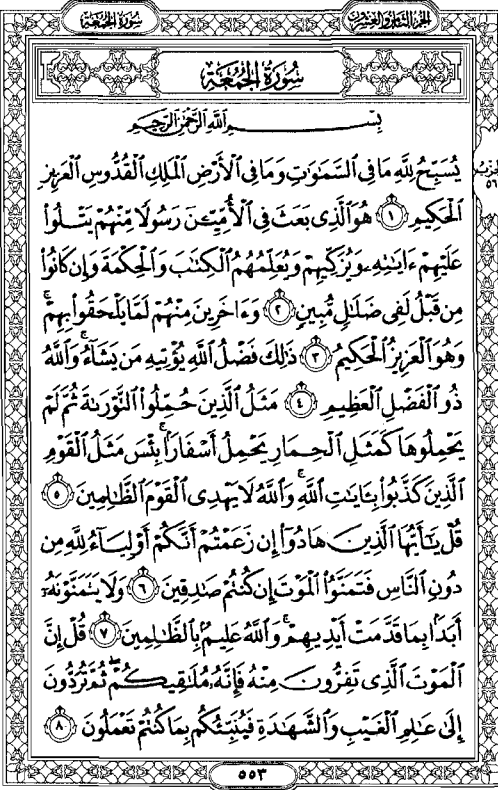 الجزء الثامن والعشرون
سورة الجمعة
سُورَةُ الْجُمُعَةِ
بِسْمِ اللَّهِ الرَّحْمَٰنِ الرَّحِيمِ
يُسَبِّحُ لِلَّهِ مَا فِي السَّمَٰوَٰتِ وَمَا فِي الْأَرْضِ الْمَلِكِ الْقُدُّوسِ الْعَزِيزِ
الْحَكِيمِ ١ هُوَ الَّذِي بَعَثَ فِي الْأُمِّيِّـۧنَ رَسُولًا مِّنْهُمْ يَتْلُوا۟
عَلَيْهِمْ ءَايَٰتِهِۦ وَيُزَكِّيهِمْ وَيُعَلِّمُهُمُ الْكِتَٰبَ وَالْحِكْمَةَ وَإِن كَانُوا۟
مِن قَبْلُ لَفِي ضَلَٰلٍ مُّبِينٍ ٢ وَءَاخَرِينَ مِنْهُمْ لَمَّا يَلْحَقُوا۟ بِهِمْ ۚ
وَهُوَ الْعَزِيزُ الْحَكِيمُ ٣ ذَٰلِكَ فَضْلُ اللَّهِ يُؤْتِيهِ مَن يَشَآءُ ۚ وَاللَّهُ
ذُو الْفَضْلِ الْعَظِيمِ ٤ مَثَلُ الَّذِينَ حُمِّلُوا۟ التَّوْرَىٰةَ ثُمَّ لَمْ
يَحْمِلُوهَا كَمَثَلِ الْحِمَارِ يَحْمِلُ أَسْفَارًۢا ۚ بِئْسَ مَثَلُ الْقَوْمِ
الَّذِينَ كَذَّبُوا۟ بِـَٔايَٰتِ اللَّهِ ۚ وَاللَّهُ لَا يَهْدِي الْقَوْمَ الظَّٰلِمِينَ ٥
قُلْ يَٰٓأَيُّهَا الَّذِينَ هَادُوٓا۟ إِن زَعَمْتُمْ أَنَّكُمْ أَوْلِيَآءُ لِلَّهِ مِن
دُونِ النَّاسِ فَتَمَنَّوُا۟ الْمَوْتَ إِن كُنتُمْ صَٰدِقِينَ ٦ وَلَا يَتَمَنَّوْنَهُۥٓ
أَبَدًۢا بِمَا قَدَّمَتْ أَيْدِيهِمْ ۚ وَاللَّهُ عَلِيمٌۢ بِالظَّٰلِمِينَ ٧ قُلْ إِنَّ
الْمَوْتَ الَّذِي تَفِرُّونَ مِنْهُ فَإِنَّهُۥ مُلَٰقِيكُمْ ۖ ثُمَّ تُرَدُّونَ
إِلَىٰ عَٰلِمِ الْغَيْبِ وَالشَّهَٰدَةِ فَيُنَبِّئُكُم بِمَا كُنتُمْ تَعْمَلُونَ ٨
٥٥٣